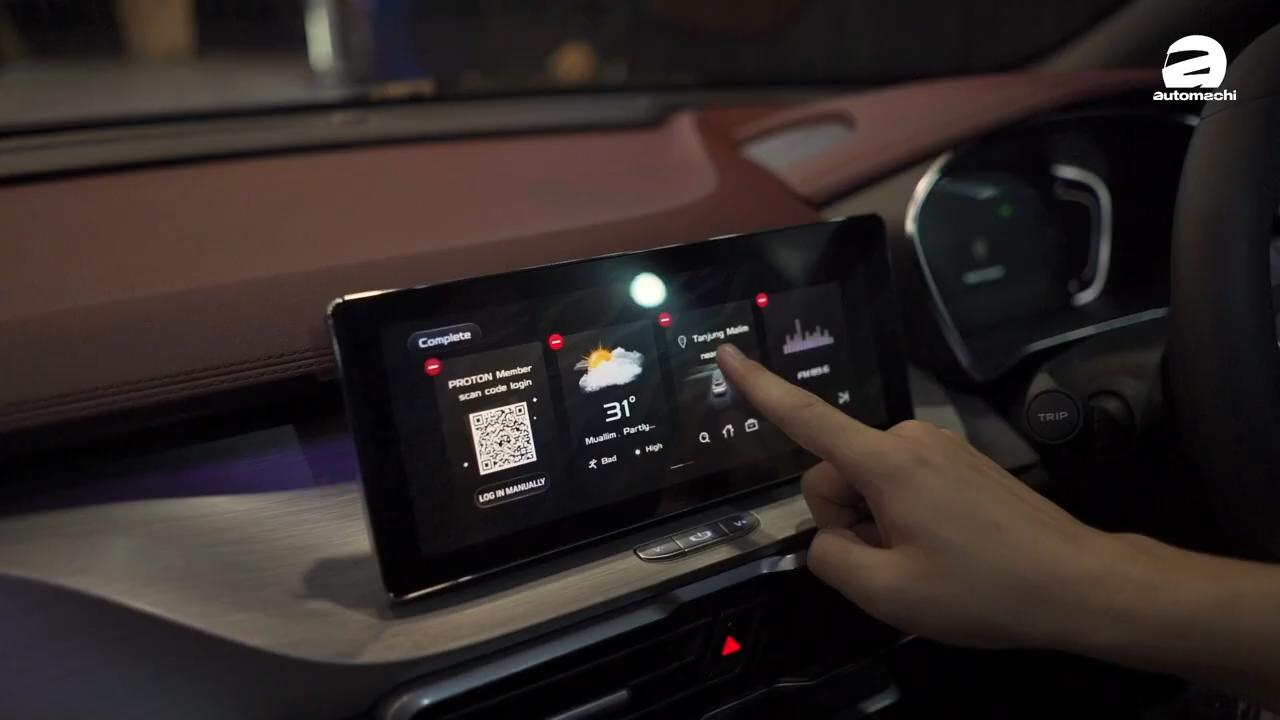 automachi
Complete
PROTON Member
scan code login
LOG IN MANUALLY
31°
Muallim . Partly...
Bad
High
Tanjung Malim
FM 89.6
V-
V+
TRIP